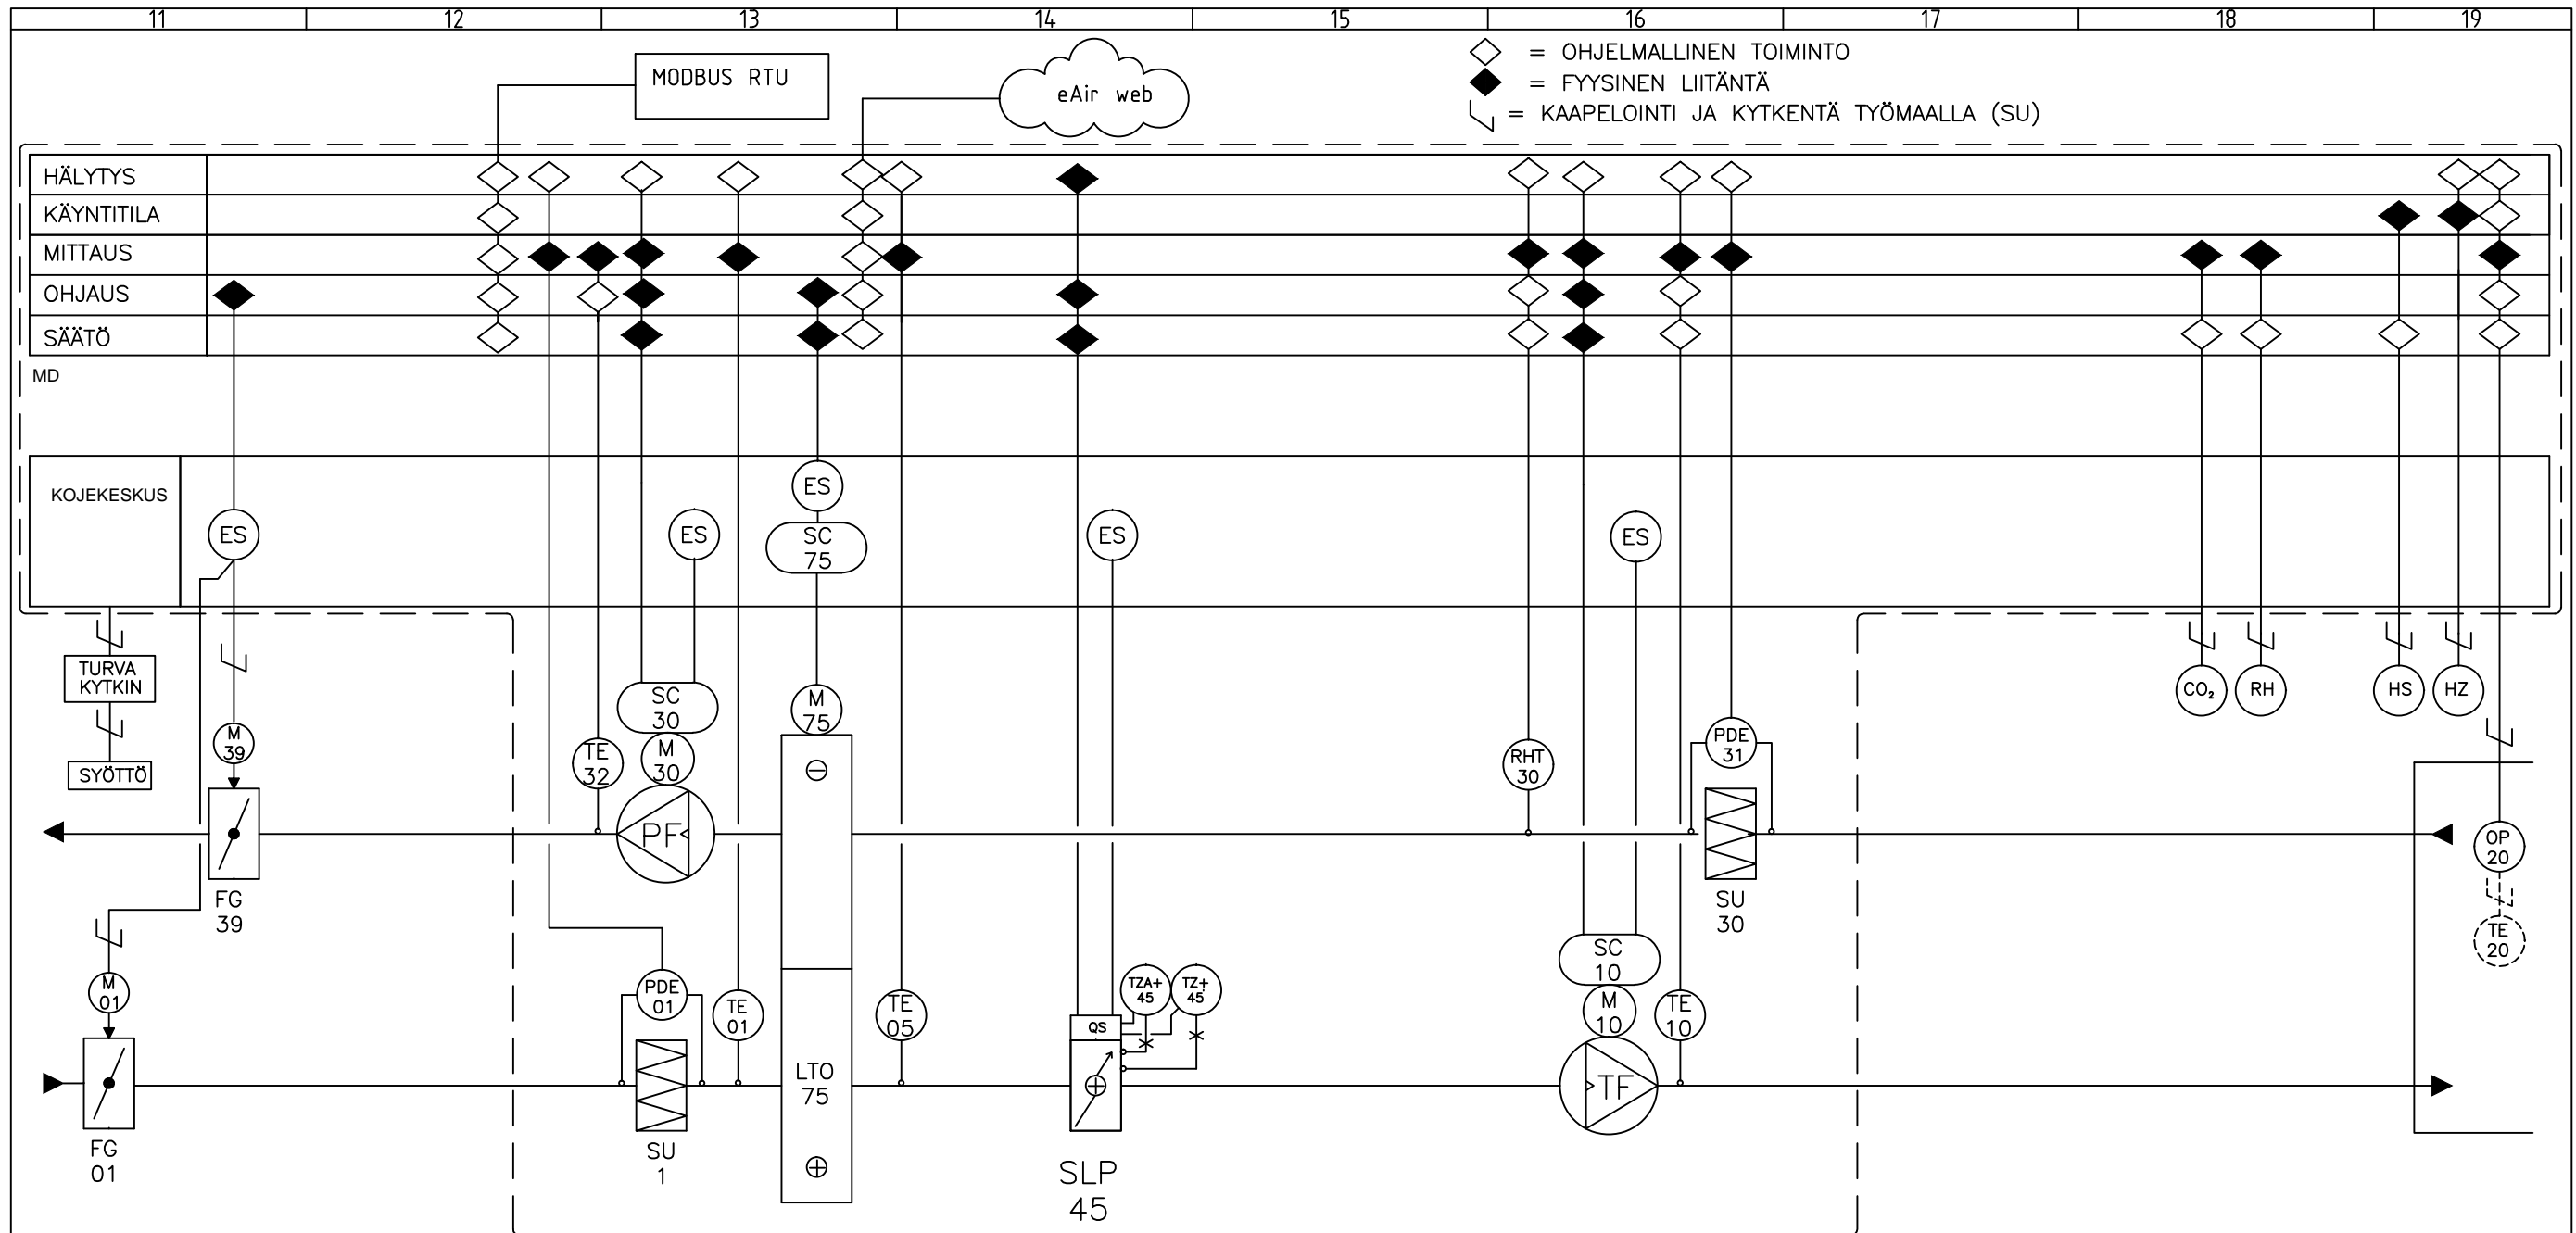 11 12 13 14 15 16 17 18 19
MODBUS RTU
eAir web
= OHJELMALLINEN TOIMINTO
= FYYSINEN LIITÄNTÄ
= KAAPELOINTI JA KYTKENTÄ TYÖMAALLA (SU)
HÄLYTYS
KÄYNTITILA
MITTAUS
OHJAUS
SÄÄTÖ
MD
KOJEKESKUS
ES
ES
ES
SC
75
ES
ES
TURVA
KYTKIN
SYÖTTÖ
M
39
TE
32
SC
30
M
30
M
75
RHT
30
PDE
31
CO₂
RH
HS
HZ
PF
OP
20
TE
20
FG
39
SU
30
M
01
PDE
01
TE
01
TE
05
TZA+
45
TZ+
45
QS
SC
10
M
10
TE
10
LTO
75
TF
FG
01
SU
1
SLP
45